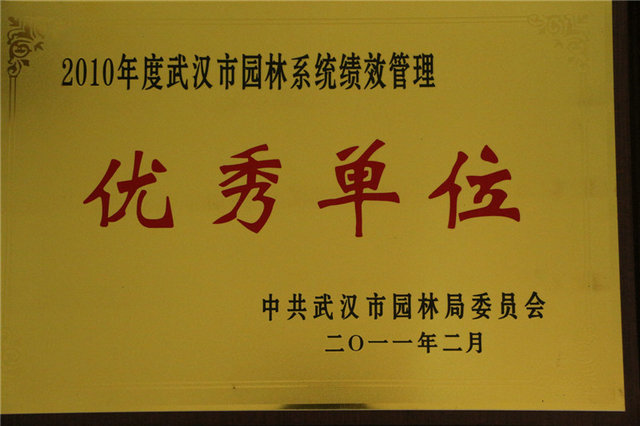 2010年度武汉市园林系统绩效管理
优秀单位
中共武汉市园林局委员会
二〇一一年二月